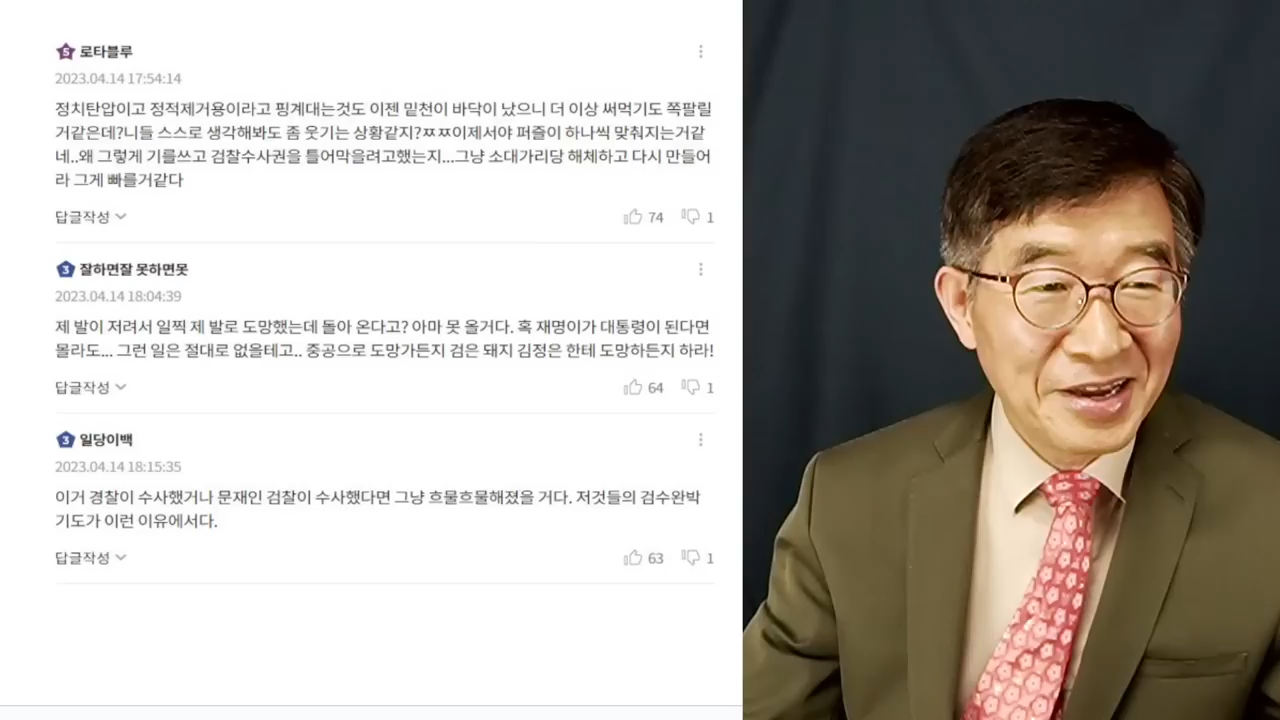 5 로타블루
2023.04.14 17:54:14
정치탄압이고 정적제거용이라고 핑계대는것도 이젠 밑천이 바닥이 났으니 더 이상 써먹기도 쪽팔릴
거같은데?니들 스스로 생각해봐도 좀 웃기는 상황같지?ㅉㅉ이제서야 퍼즐이 하나씩 맞춰지는거같
네..왜 그렇게 기를쓰고 검찰수사권을 틀어막을려고했는지...그냥 소대가리당 해체하고 다시 만들어
라 그게 빠를거같다
답글작성 74 1
3 잘하면잘 못하면못
2023.04.14 18:04:39
제 발이 저려서 일찍 제 발로 도망했는데 돌아 온다고? 아마 못 올거다. 혹 재명이가 대통령이 된다면
몰라도... 그런 일은 절대로 없을테고.. 중공으로 도망가든지 검은 돼지 김정은 한테 도망하든지 하라!
답글작성 64 1
3 일당이백
2023.04.14 18:15:35
이거 경찰이 수사했거나 문재인 검찰이 수사했다면 그냥 흐물흐물해졌을 거다. 저것들의 검수완박
기도가 이런 이유에서다.
답글작성 63 1